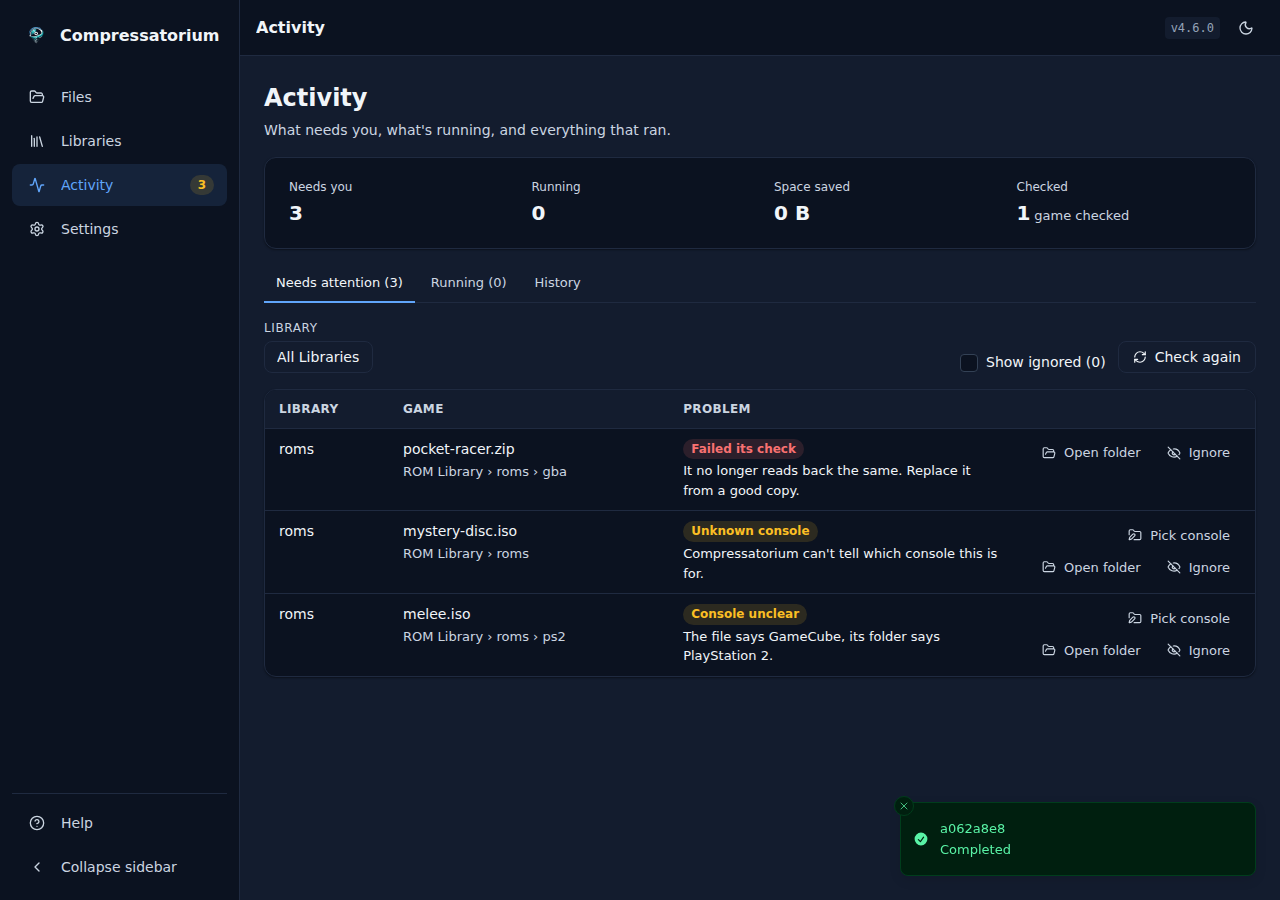 Compressatorium
Activity
v4.6.0
Files
Libraries
Activity
3
Settings
Activity
What needs you, what's running, and everything that ran.
Needs you
3
Running
0
Space saved
0 B
Checked
1 game checked
Needs attention (3)
Running (0)
History
LIBRARY
All Libraries
Show ignored (0)
Check again
LIBRARY
GAME
PROBLEM
roms
pocket-racer.zip
ROM Library › roms › gba
Failed its check
It no longer reads back the same. Replace it
from a good copy.
Open folder
Ignore
roms
mystery-disc.iso
ROM Library › roms
Unknown console
Compressatorium can't tell which console this is
for.
Pick console
Open folder
Ignore
roms
melee.iso
ROM Library › roms › ps2
Console unclear
The file says GameCube, its folder says
PlayStation 2.
Pick console
Open folder
Ignore
a062a8e8
Completed
Help
Collapse sidebar